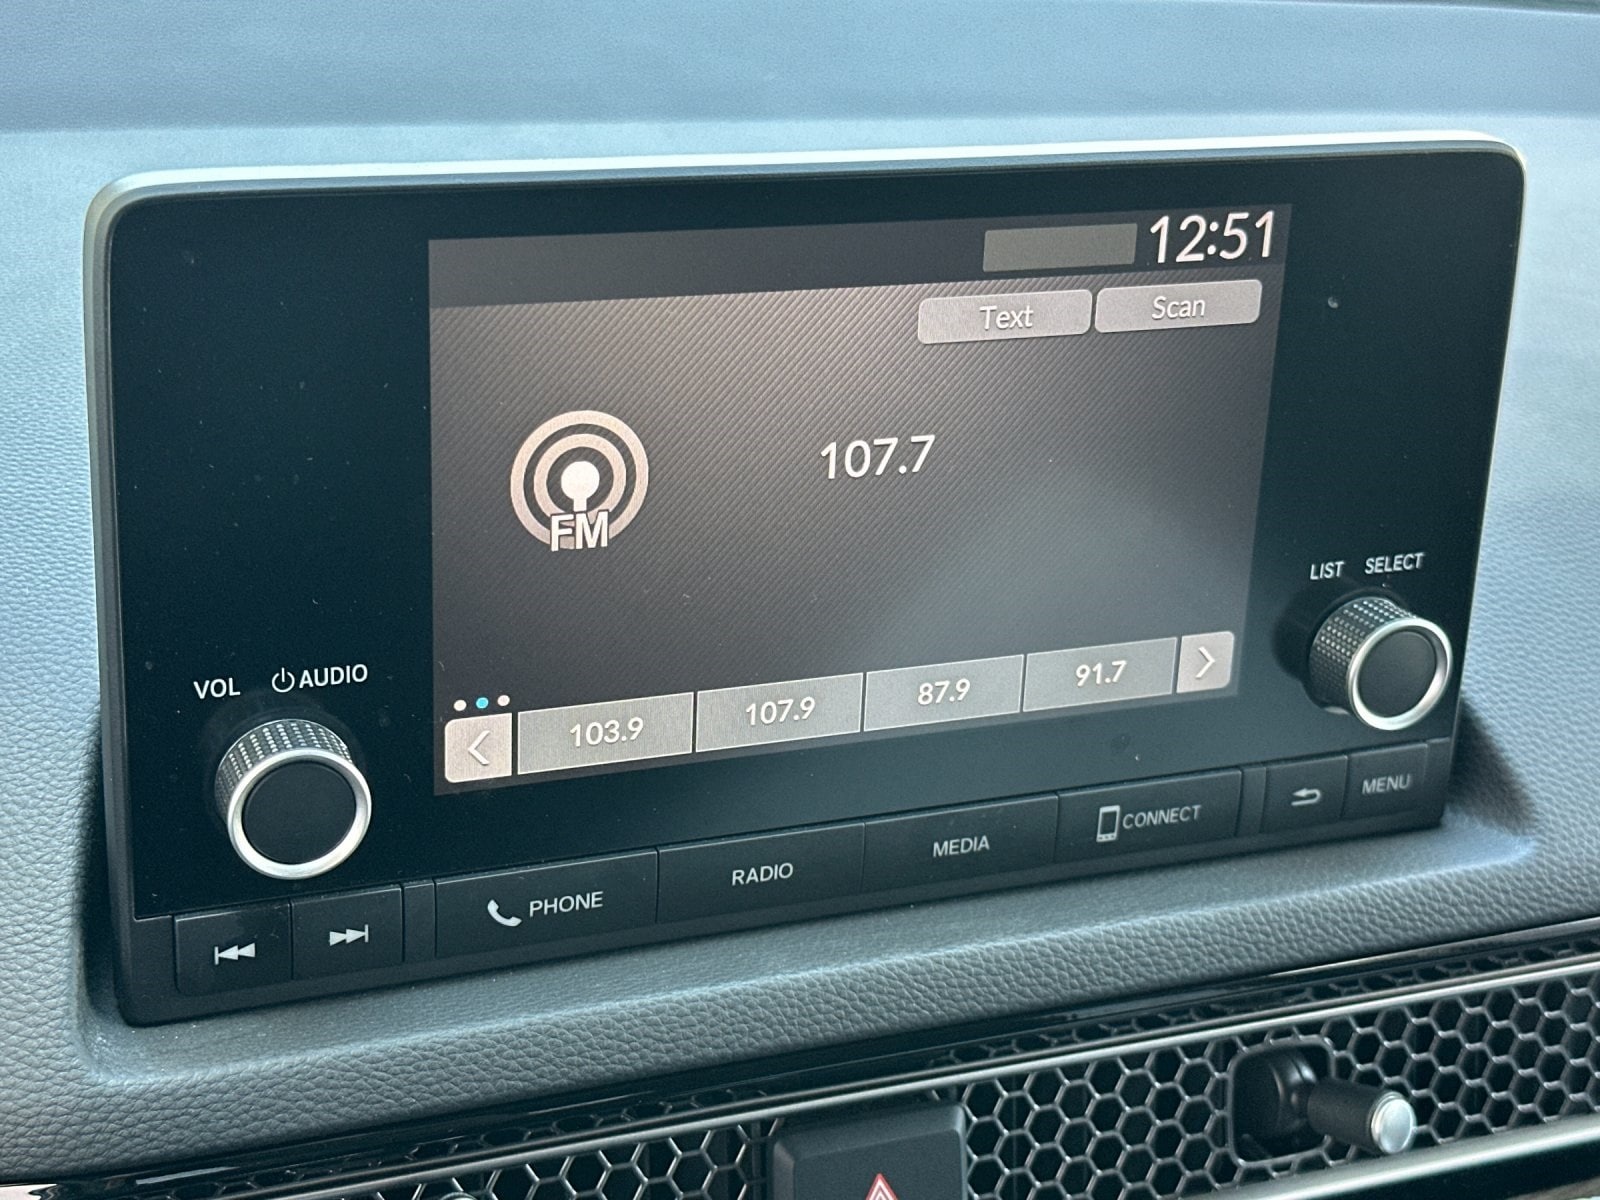 12:51
Text Scan
107.7
FM
LIST SELECT
VOL AUDIO
103.9 107.9 87.9 91.7
PHONE RADIO MEDIA CONNECT MENU